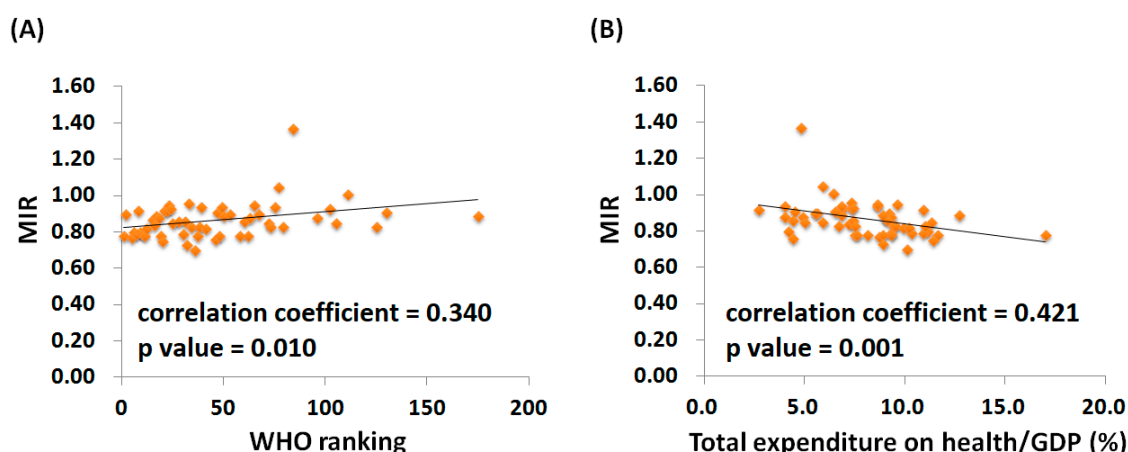 (A)
MIR
1.60
1.40
1.20
1.00
0.80
0.60
0.40
0.20
0.00
correlation coefficient = 0.340
p value = 0.010
0 50 100 150 200
WHO ranking
(B)
MIR
1.60
1.40
1.20
1.00
0.80
0.60
0.40
0.20
0.00
correlation coefficient = 0.421
p value = 0.001
0.0 5.0 10.0 15.0 20.0
Total expenditure on health/GDP (%)